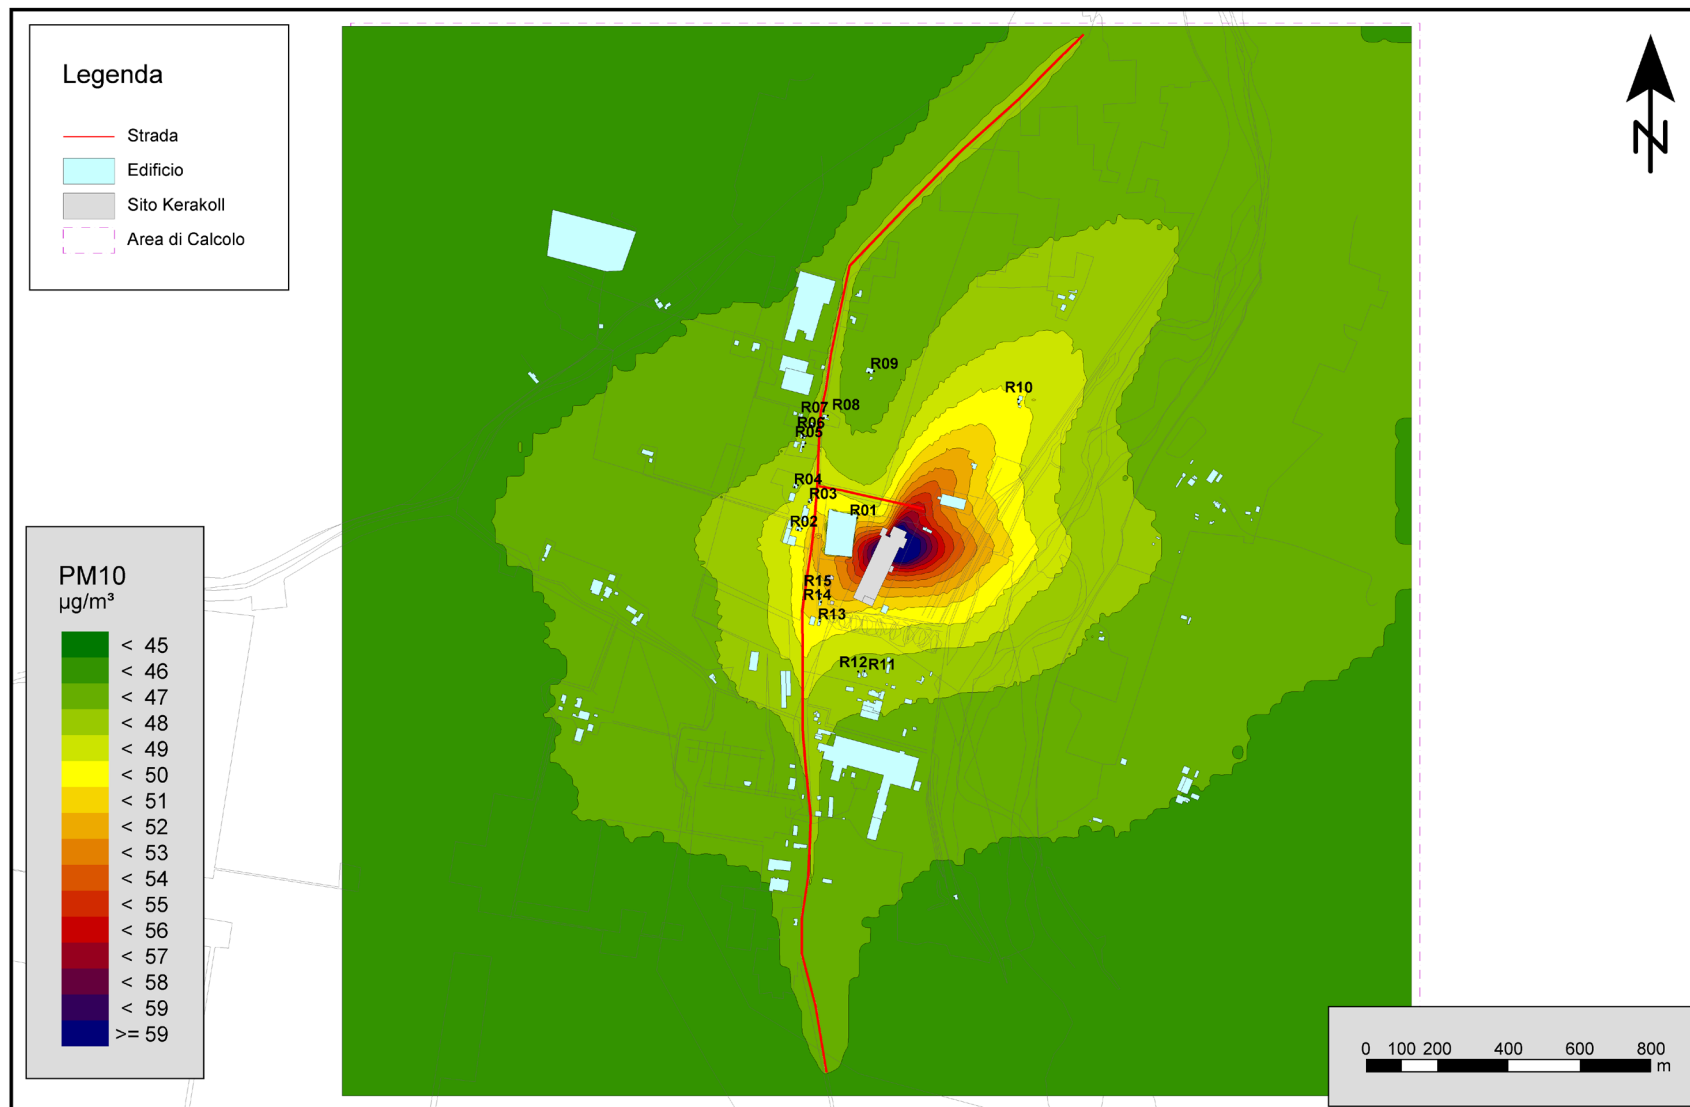 Legenda
Strada
Edificio
Sito Kerakoll
Area di Calcolo
N
R09
R10
R07
R08
R06
R05
R04
R03
R01
R02
R15
R14
R13
R12
R11
PM10
µg/m³
< 45
< 46
< 47
< 48
< 49
< 50
< 51
< 52
< 53
< 54
< 55
< 56
< 57
< 58
< 59
>= 59
0 100 200 400 600 800
m